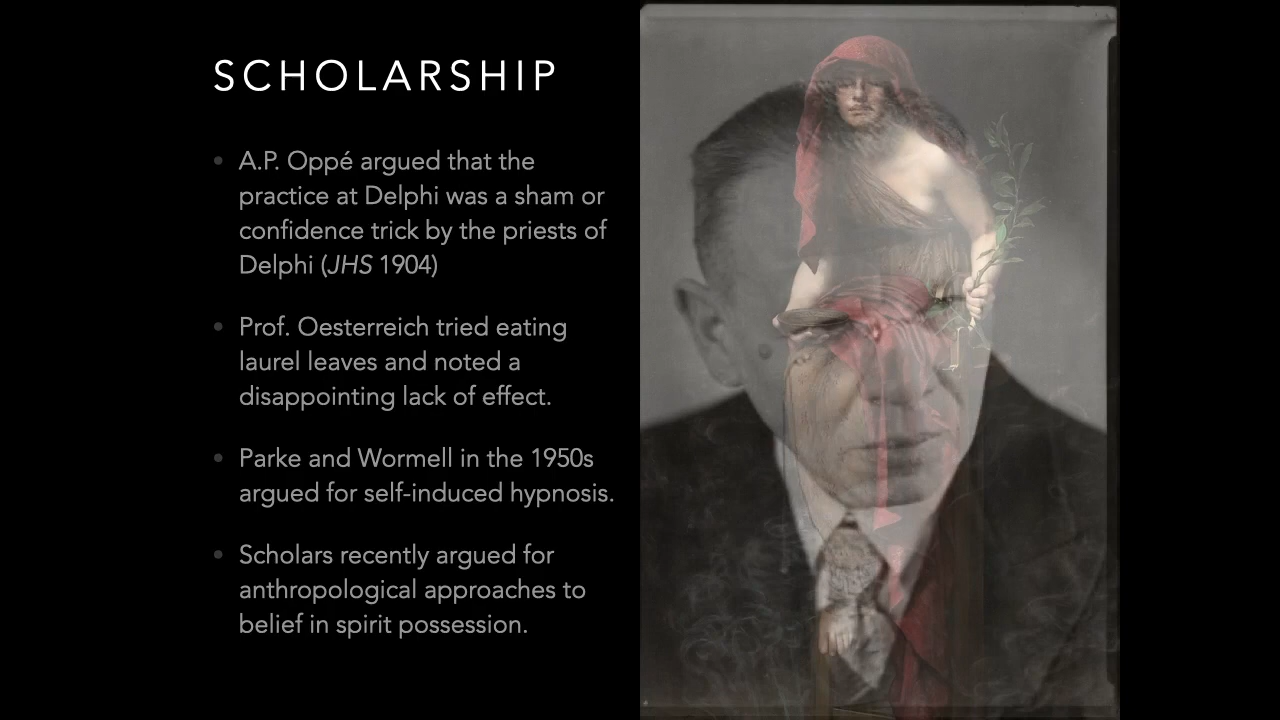 SCHOLARSHIP
• A.P. Oppé argued that the
practice at Delphi was a sham or
confidence trick by the priests of
Delphi (JHS 1904)
• Prof. Oesterreich tried eating
laurel leaves and noted a
disappointing lack of effect.
• Parke and Wormell in the 1950s
argued for self-induced hypnosis.
• Scholars recently argued for
anthropological approaches to
belief in spirit possession.